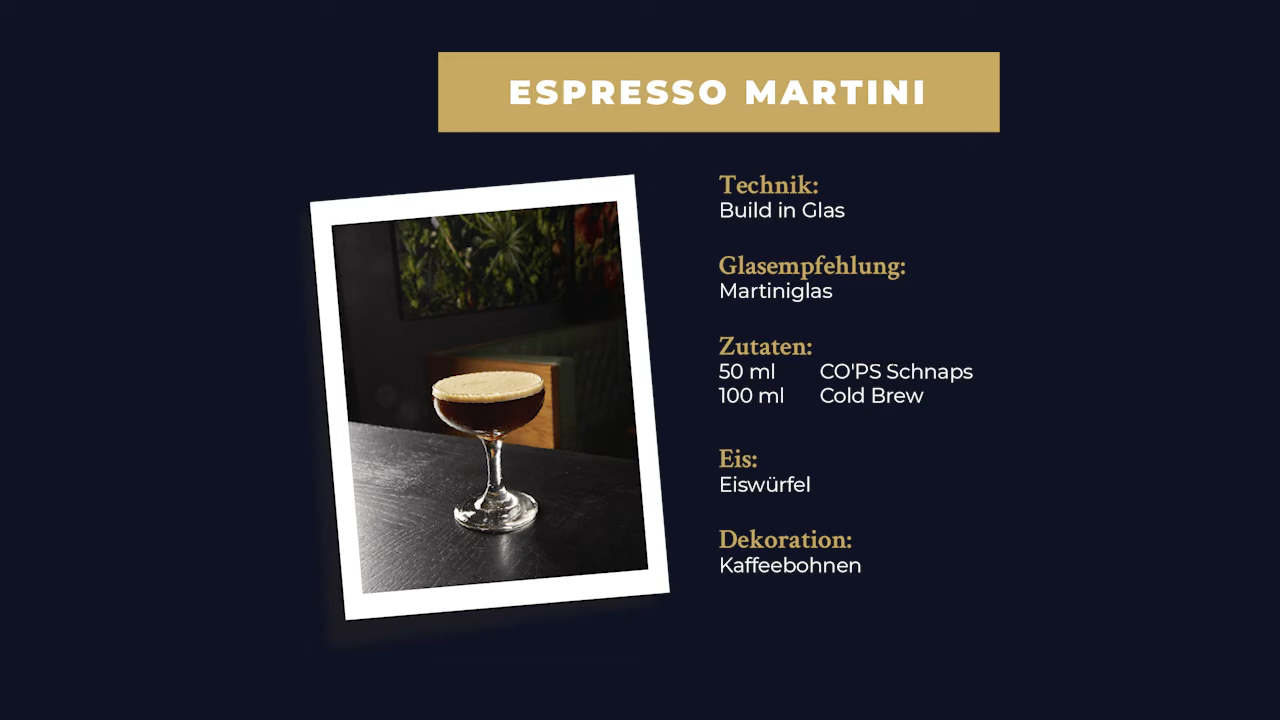 ESPRESSO MARTINI
Technik:
Build in Glas
Glasempfehlung:
Martiniglas
Zutaten:
50 ml CO'PS Schnaps
100 ml Cold Brew
Eis:
Eiswürfel
Dekoration:
Kaffeebohnen